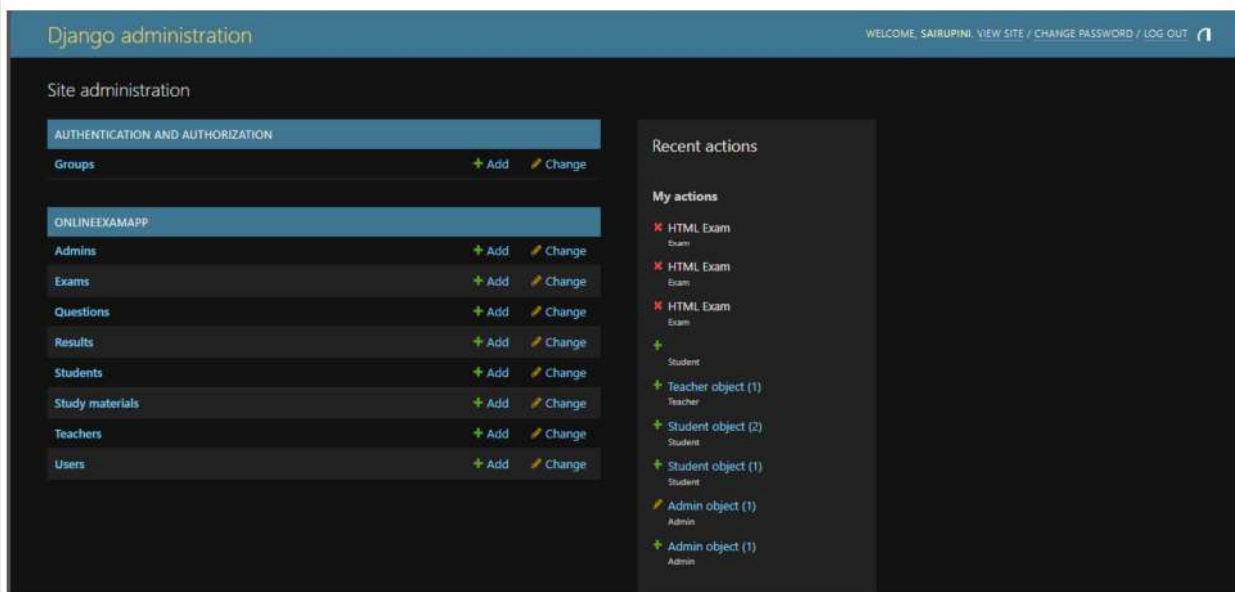 Django administration
WELCOME, SAIRUPINI. VIEW SITE / CHANGE PASSWORD / LOG OUT
Site administration
AUTHENTICATION AND AUTHORIZATION
Groups + Add Change
ONLINEEXAMAPP
Admins + Add Change
Exams + Add Change
Questions + Add Change
Results + Add Change
Students + Add Change
Study materials + Add Change
Teachers + Add Change
Users + Add Change
Recent actions
My actions
HTML Exam
Exam
HTML Exam
Exam
HTML Exam
Exam
+
Student
+ Teacher object (1)
Teacher
+ Student object (2)
Student
+ Student object (1)
Student
Admin object (1)
Admin
+ Admin object (1)
Admin